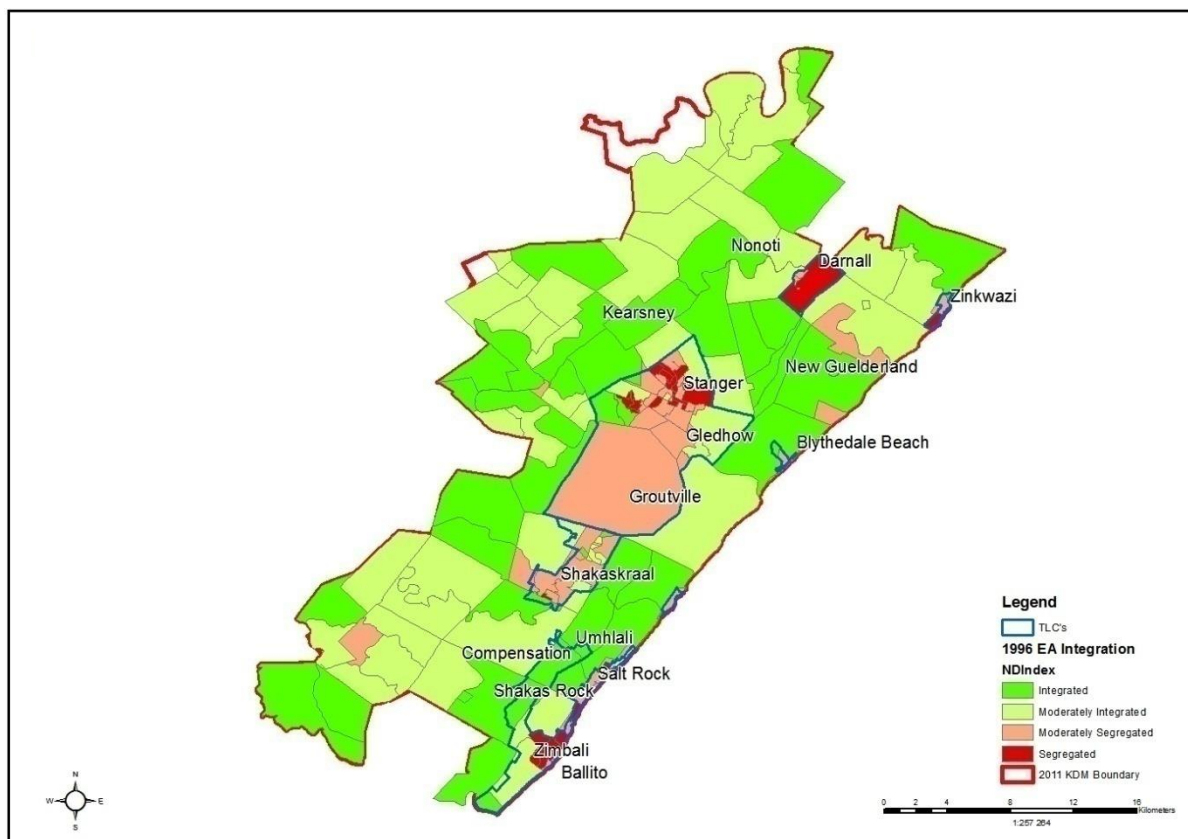 Nonoti
Darnall
Zinkwazi
Kearsney
New Guelderland
Stanger
Gledhow
Blythedale Beach
Groutville
Shakaskraal
Umhlali
Compensation
Salt Rock
Shakas Rock
Zimbali
Ballito
Legend
TLC's
1996 EA Integration
NDIndex
Integrated
Moderately Integrated
Moderately Segregated
Segregated
2011 KDM Boundary
N
W E
S
0 2 4 8 12 16
Kilometers
1:257 264